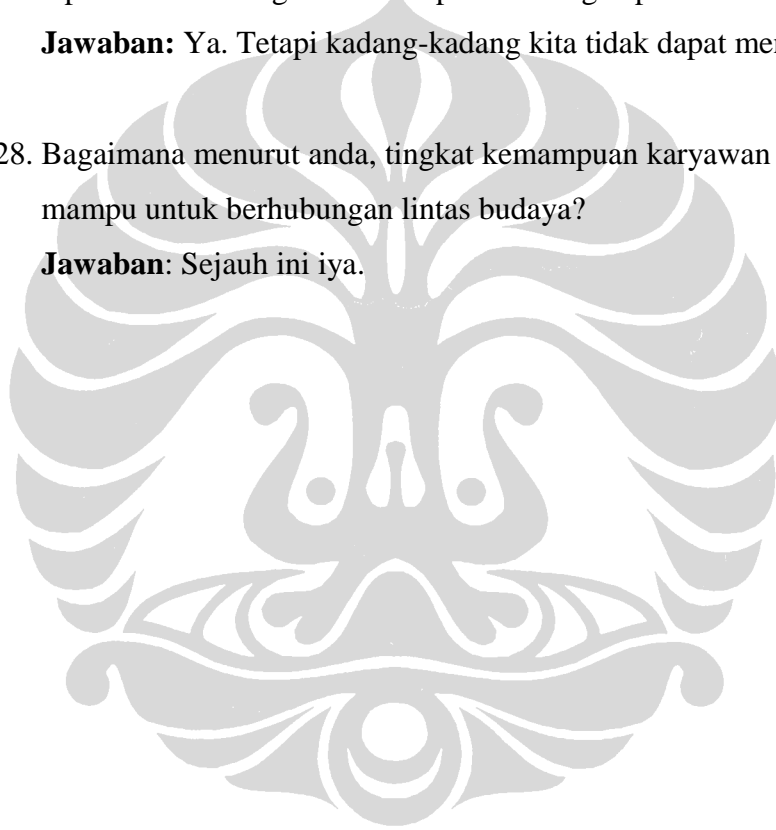 Jawaban: Ya. Tetapi kadang-kadang kita tidak dapat
28. Bagaimana menurut anda, tingkat kemampuan karyawan
mampu untuk berhubungan lintas budaya?
Jawaban: Sejauh ini iya.